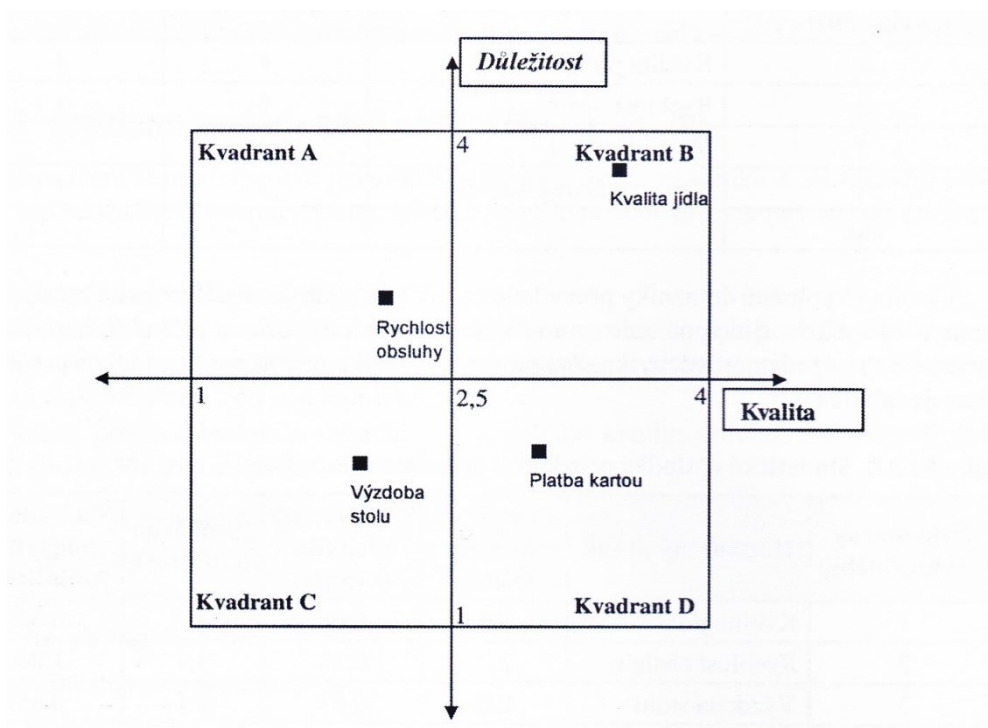 Důležitost
4
Kvadrant A
Kvadrant B
Kvalita jídla
Rychlost
obsluhy
1
2,5
4
Kvalita
Výzdoba
stolu
Platba kartou
Kvadrant C
Kvadrant D
1